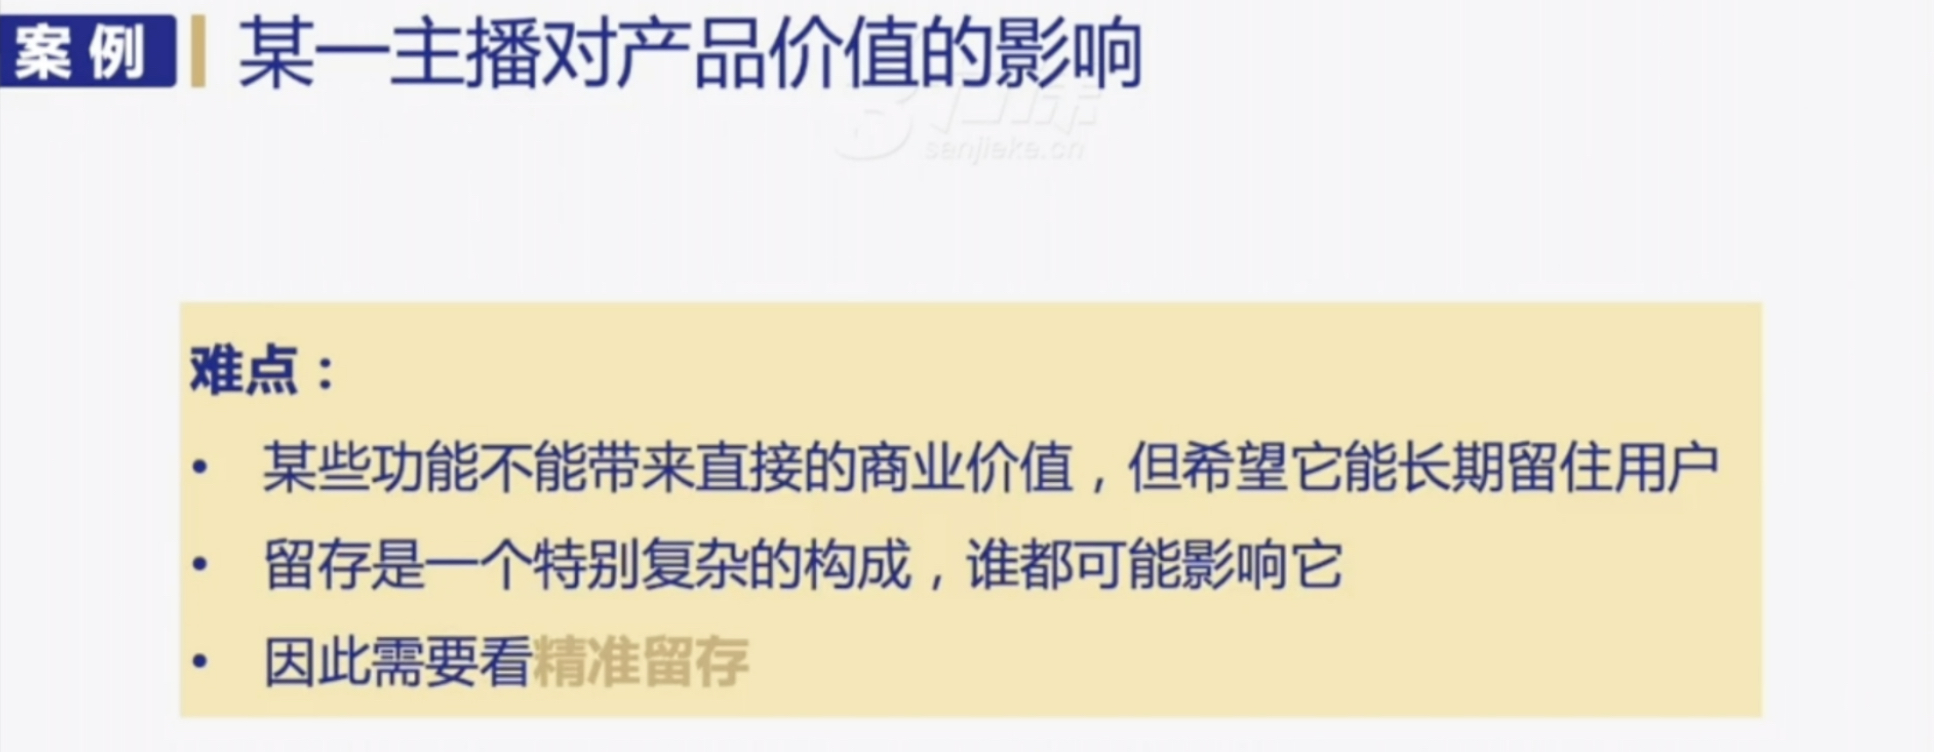 案例 某一主播对产品价值的影响
senjieke.cn
难点：
• 某些功能不能带来直接的商业价值，但希望它能长期留住用户
• 留存是一个特别复杂的构成，谁都可能影响它
• 因此需要看精准留存